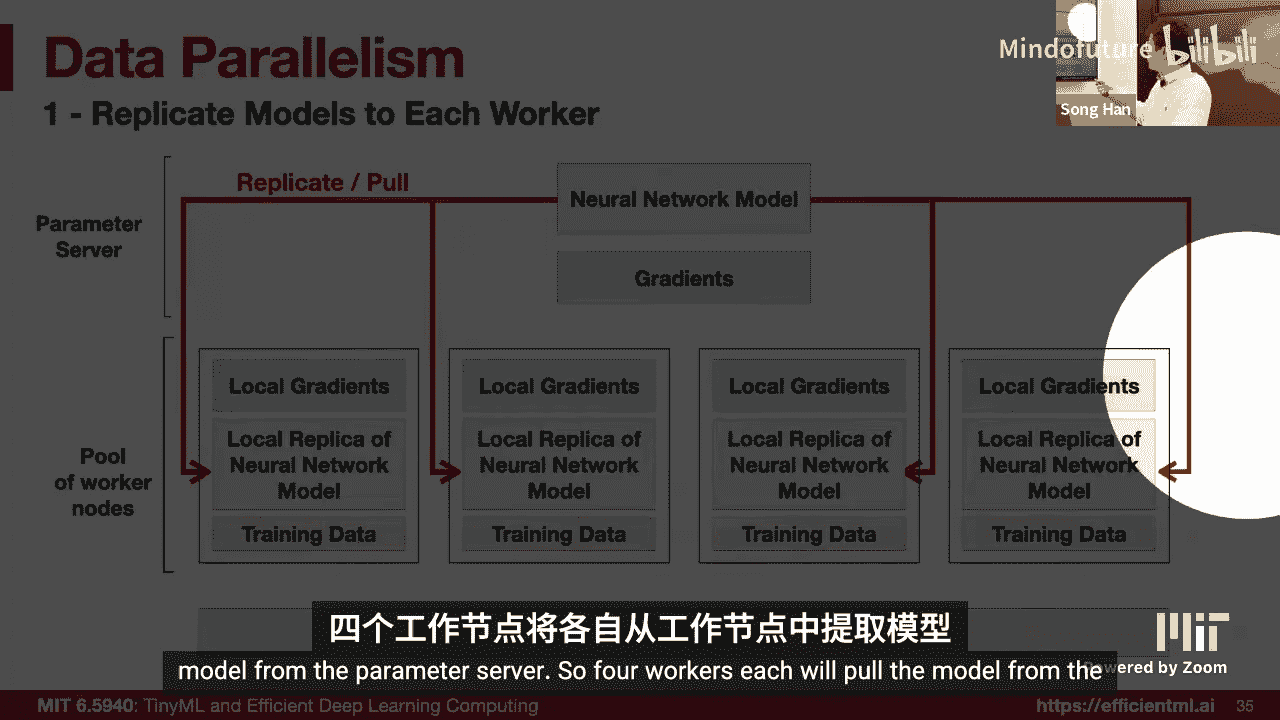 Data Parallelism
Mindofuture bilibili
1 - Replicate Models to Each Worker
Song Han
Replicate / Pull
Neural Network Model
Parameter
Server
Gradients
Local Gradients
Local Replica of
Neural Network
Model
Training Data
Local Gradients
Local Replica of
Neural Network
Model
Training Data
Local Gradients
Local Replica of
Neural Network
Model
Training Data
Local Gradients
Local Replica of
Neural Network
Model
Training Data
Pool
of worker
nodes
四个工作节点将各自从工作节点中提取模型
model from the parameter server. So four workers each will pull the model from the
MIT
Powered by Zoom
MIT 6.5940: TinyML and Efficient Deep Learning Computing
https://efficientml.ai
35